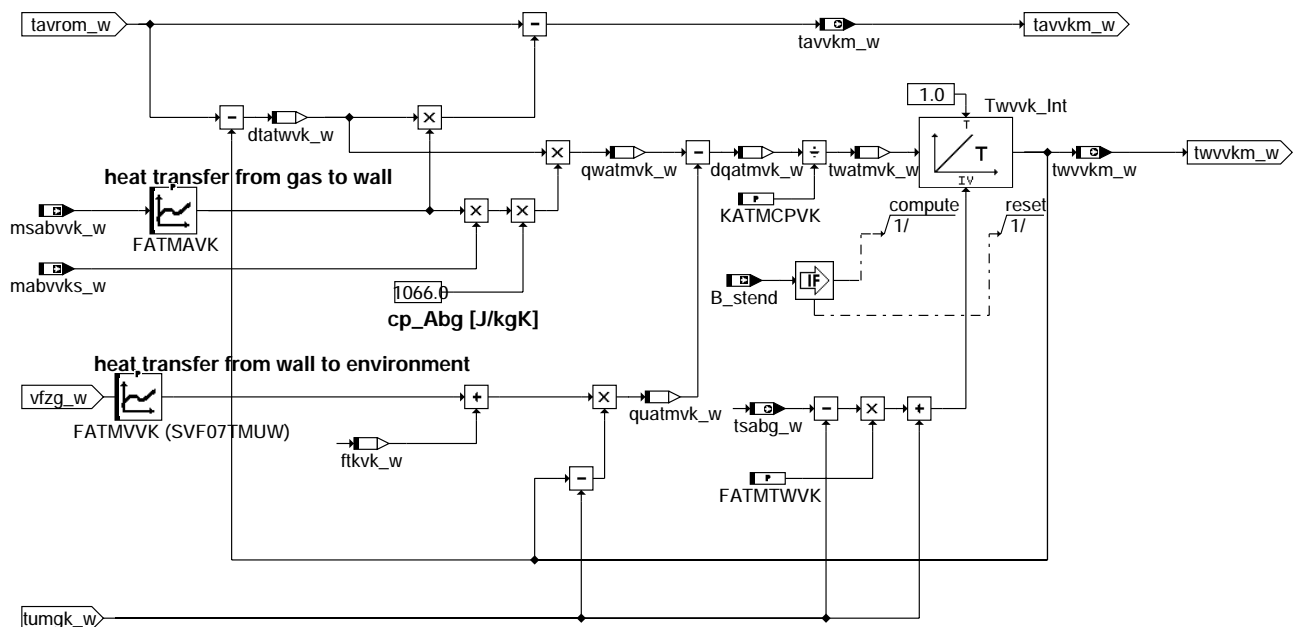 tavrom_w
-
tavvkm_w
tavvkm_w
-
dtatwvk_w
×
1.0
Twvvk_Int
T
T
IV
×
qwatmvk_w
-
dqatmvk_w
÷
twatmvk_w
twvvkm_w
twvvkm_w
heat transfer from gas to wall
P
msabvvk_w
FATMAVK
×
×
P
KATMCPVK
compute
1/
reset
1/
mabvvks_w
1066.0
cp_Abg [J/kgK]
B_stend
IF
heat transfer from wall to environment
P
vfzg_w
FATMVVK (SVF07TMUW)
+
×
quatmvk_w
ftkvk_w
tsabg_w
-
×
+
P
FATMTWVK
-
tumgk_w